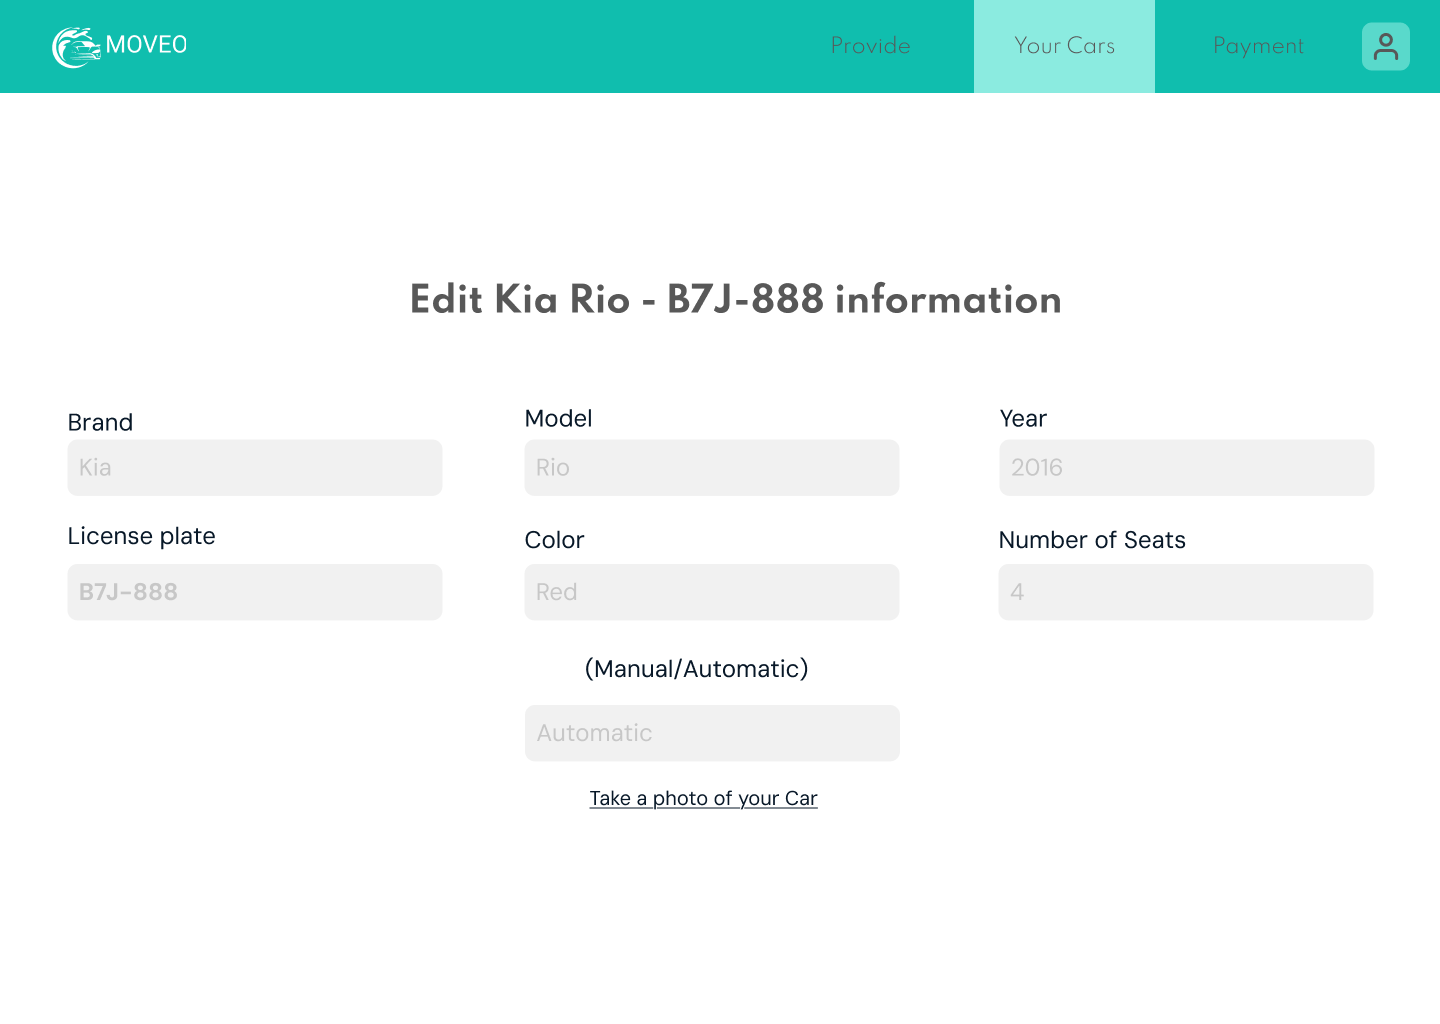 MOVEO
Provide
Your Cars
Payment
Edit Kia Rio - B7J-888 information
Brand
Model
Year
Kia
Rio
2016
License plate
Color
Number of Seats
B7J-888
Red
4
(Manual/Automatic)
Automatic
Take a photo of your Car